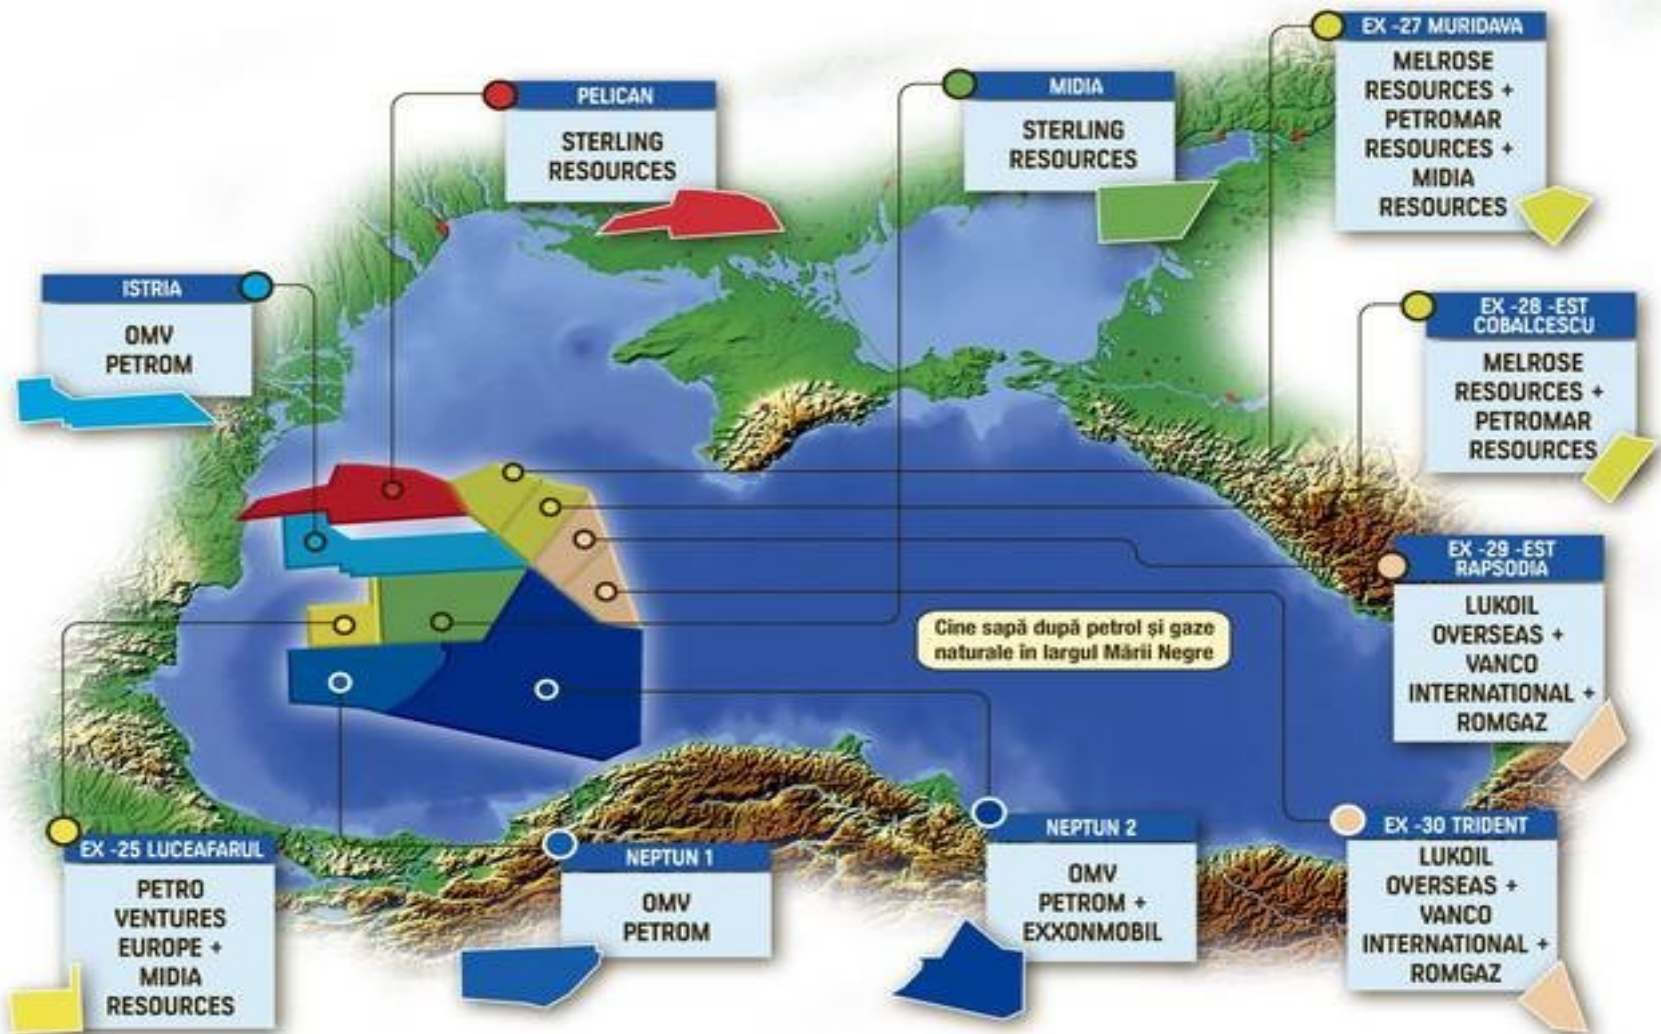 PELICAN
STERLING
RESOURCES
MIDIA
STERLING
RESOURCES
EX -27 MURIDAVA
MELROSE
RESOURCES +
PETROMAR
RESOURCES +
MIDIA
RESOURCES
ISTRIA
OMV
PETROM
EX -28 -EST
COBALCESCU
MELROSE
RESOURCES +
PETROMAR
RESOURCES
EX -29 -EST
RAPSODIA
LUKOIL
OVERSEAS +
VANCO
INTERNATIONAL +
ROMGAZ
Cine sapă după petrol și gaze
naturale în largul Mării Negre
EX -25 LUCEAFARUL
PETRO
VENTURES
EUROPE +
MIDIA
RESOURCES
NEPTUN 1
OMV
PETROM
NEPTUN 2
OMV
PETROM +
EXXONMOBIL
EX -30 TRIDENT
LUKOIL
OVERSEAS +
VANCO
INTERNATIONAL +
ROMGAZ